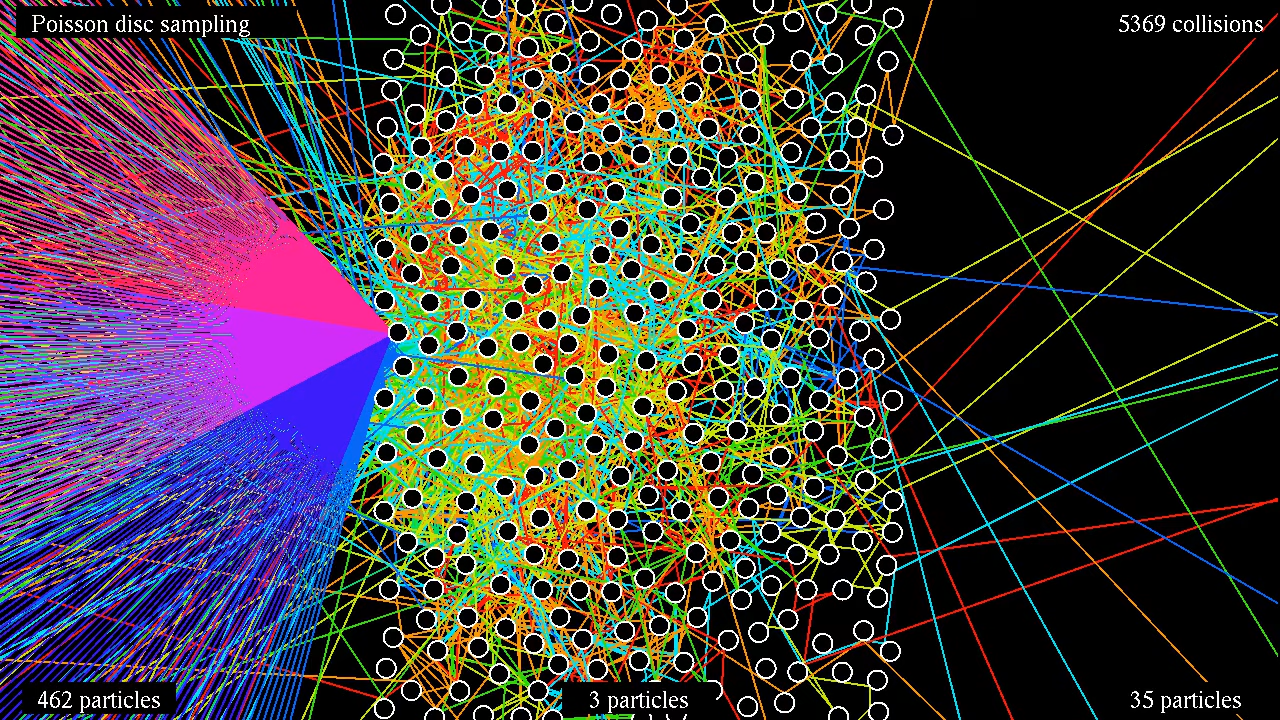 Poisson disc sampling
5369 collisions
462 particles
3 particles
35 particles